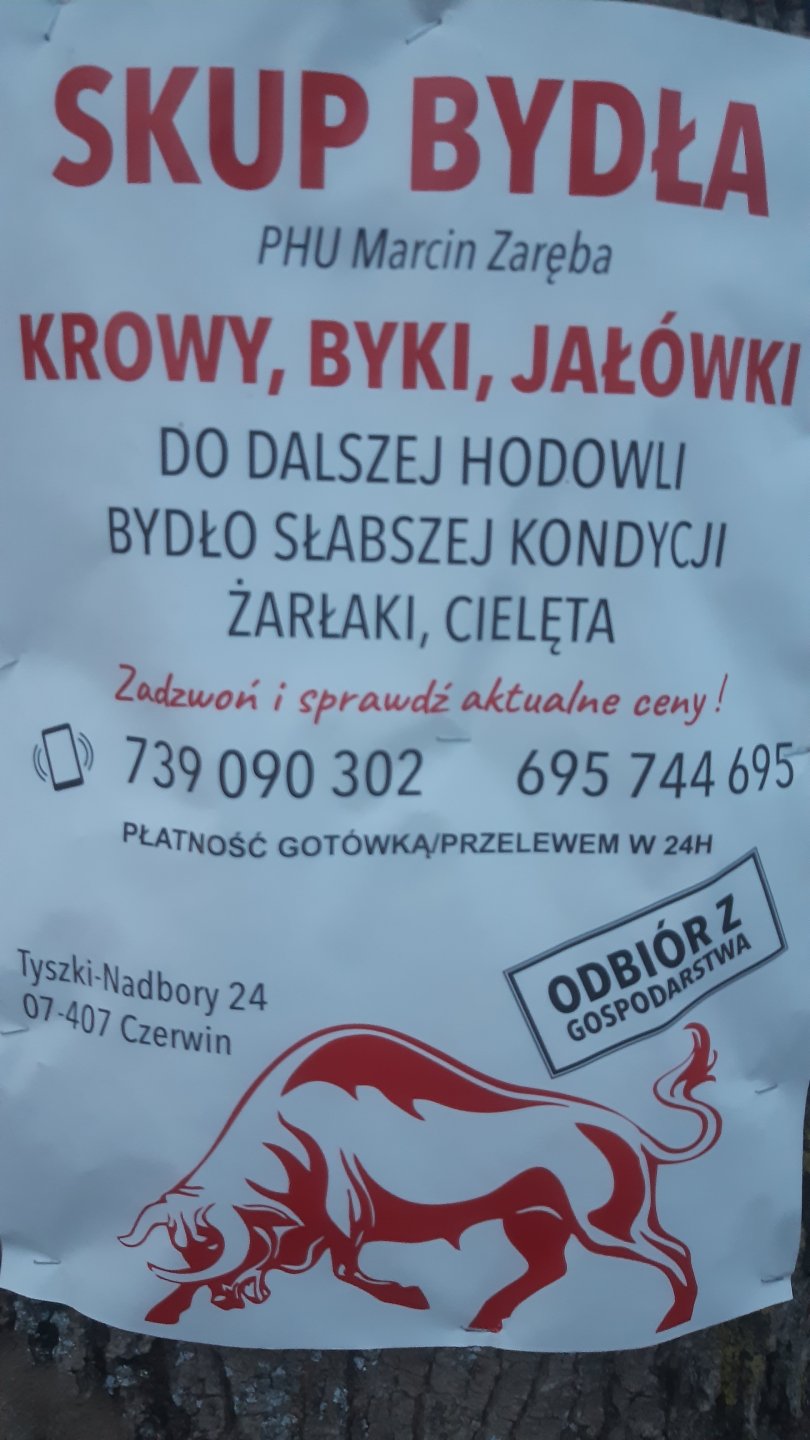 SKUP BYDŁA
PHU Marcin Zaręba
KROWY, BYKI, JAŁÓWKI
DO DALSZEJ HODOWLI
BYDŁO SŁABSZEJ KONDYCJI
ŻARŁAKI, CIELĘTA
Zadzwoń i sprawdź aktualne ceny!
739 090 302 695 744 695
PŁATNOŚĆ GOTÓWKĄ/PRZELEWEM W 24H
ODBIÓR Z
GOSPODARSTWA
Tyszki-Nadbory 24
07-407 Czerwin